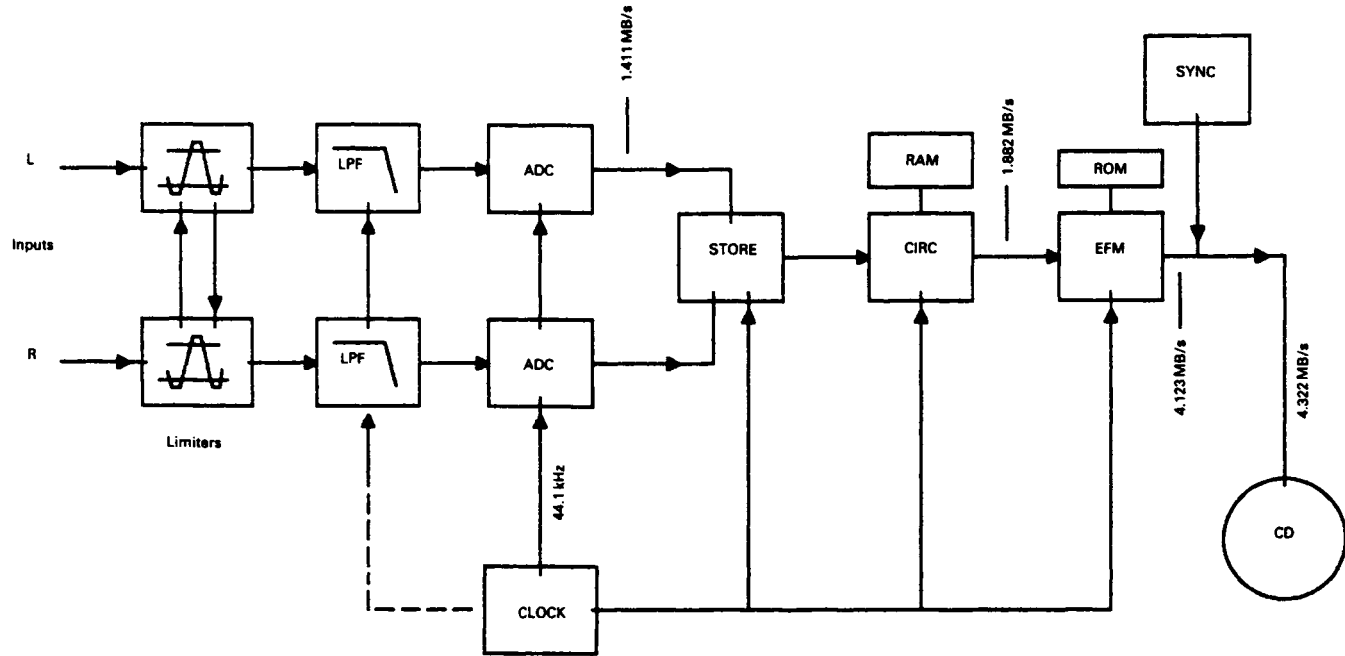 1.411 MB/s
SYNC
L
LPF
ADC
RAM
1.882 MB/s
ROM
Inputs
STORE
CIRC
EFM
R
LPF
ADC
4.123 MB/s
4.322 MB/s
Limiters
44.1 kHz
CD
CLOCK